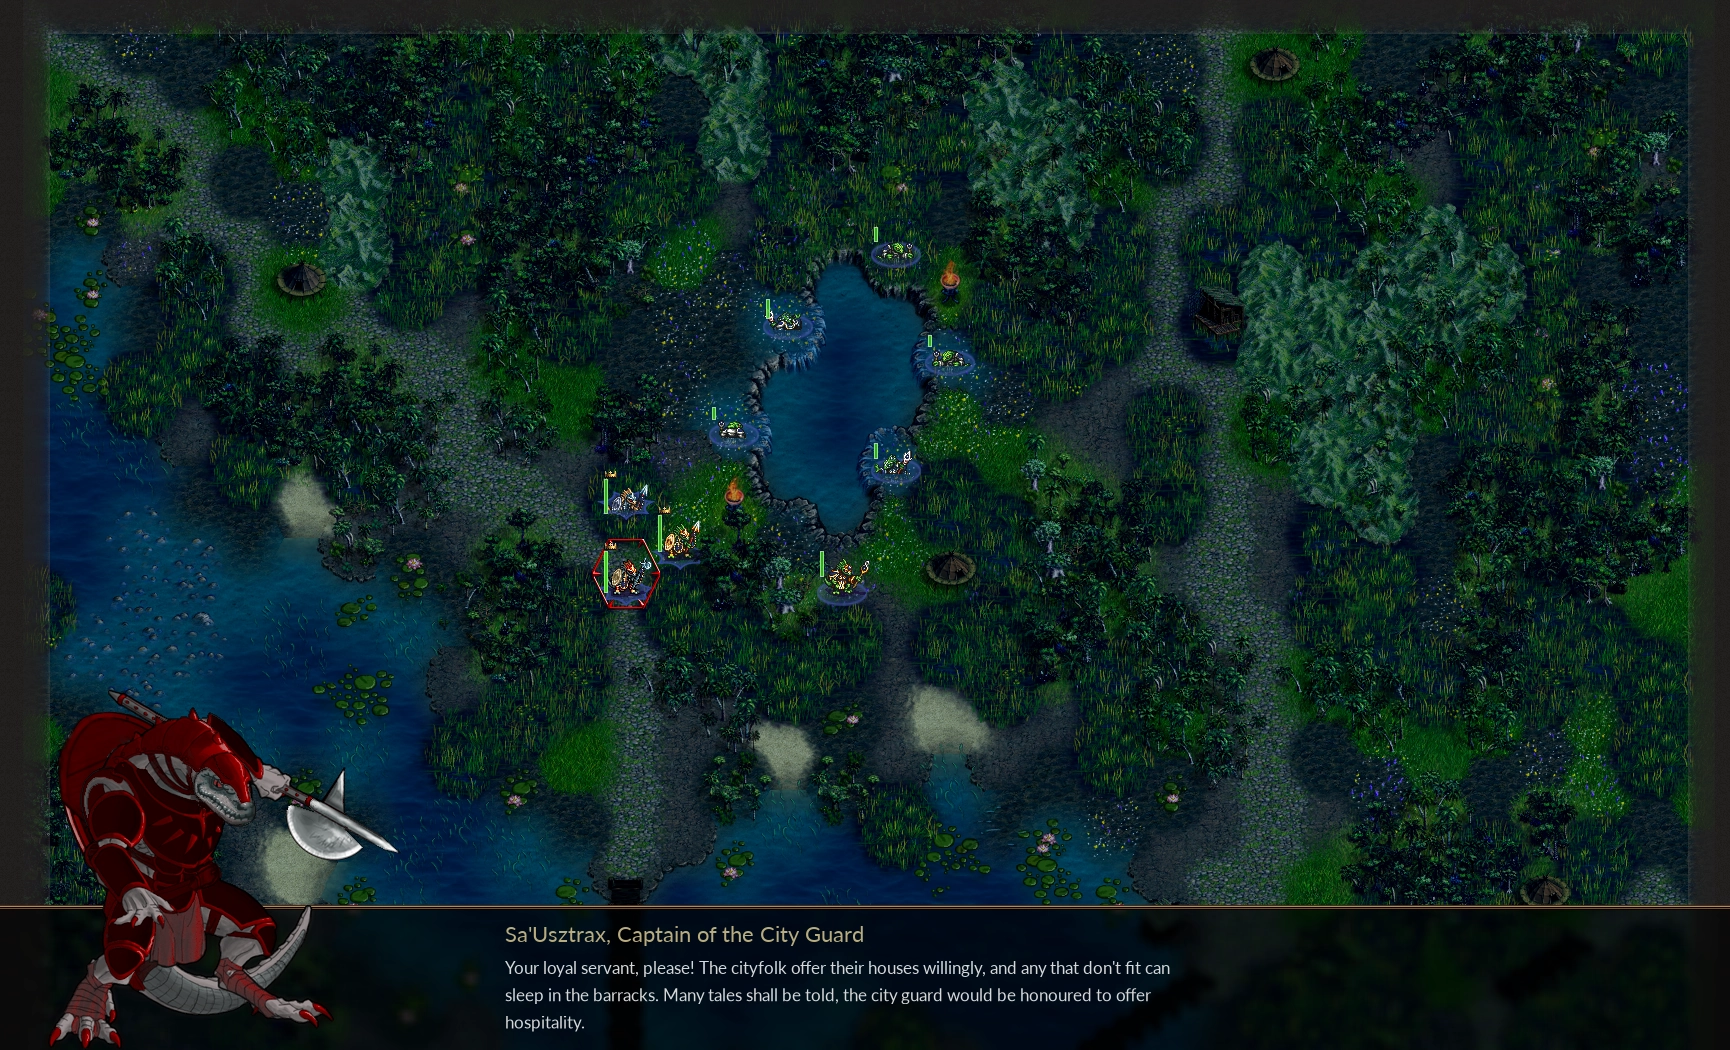 Sa'Usztrax, Captain of the City Guard
Your loyal servant, please! The cityfolk offer their houses willingly, and any that don't fit can
sleep in the barracks. Many tales shall be told, the city guard would be honoured to offer
hospitality.